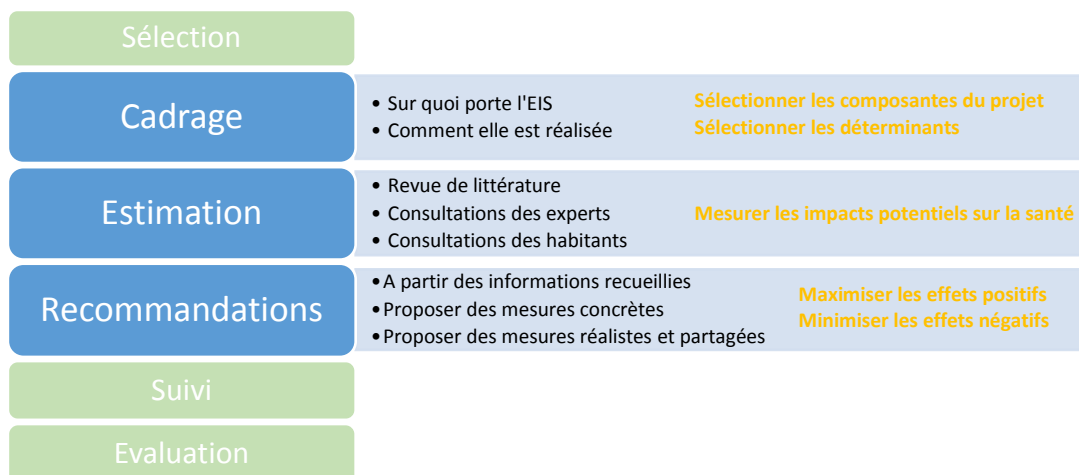 Sélection
Cadrage
• Sur quoi porte l'EIS
• Comment elle est réalisée
Sélectionner les composantes du projet
Sélectionner les déterminants
Estimation
• Revue de littérature
• Consultations des experts
• Consultations des habitants
Mesurer les impacts potentiels sur la santé
Recommandations
•A partir des informations recueillies
•Proposer des mesures concrètes
•Proposer des mesures réalistes et partagées
Maximiser les effets positifs
Minimiser les effets négatifs
Suivi
Evaluation